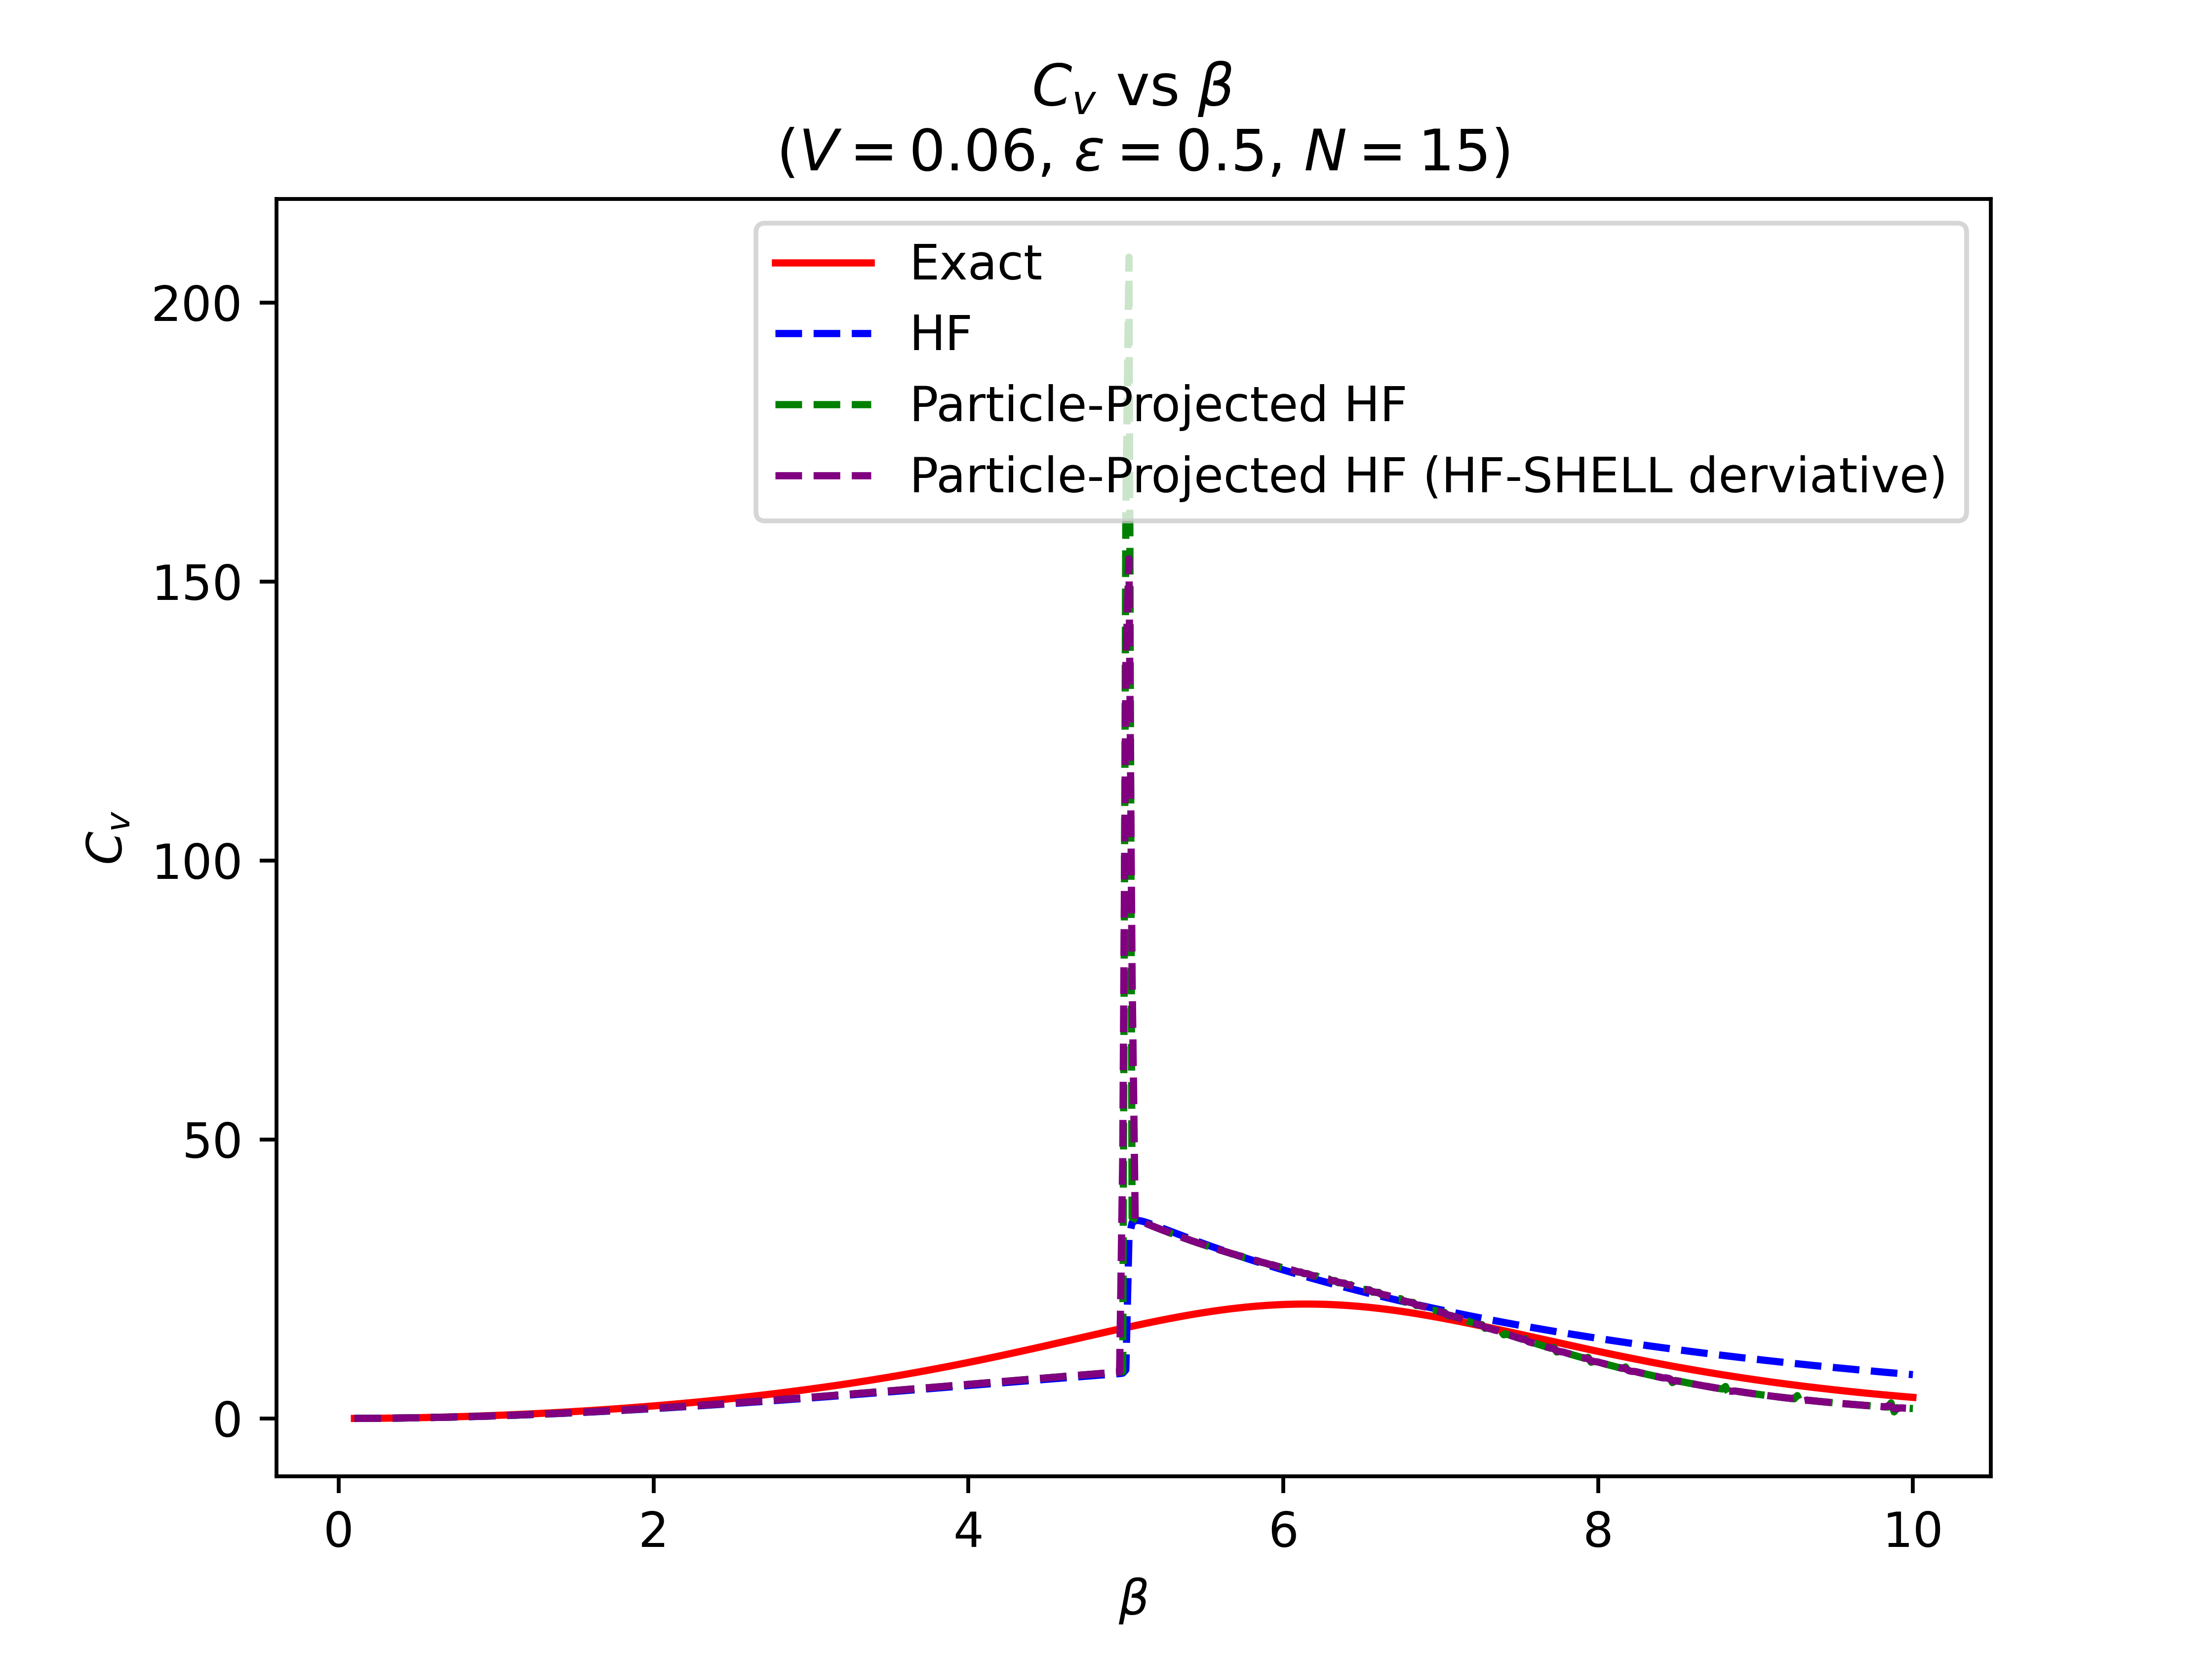 C_v vs β
(V = 0.06, ε = 0.5, N = 15)
Exact
HF
Particle-Projected HF
Particle-Projected HF (HF-SHELL derviative)
200
150
100
50
0
C_v
0 2 4 6 8 10
β